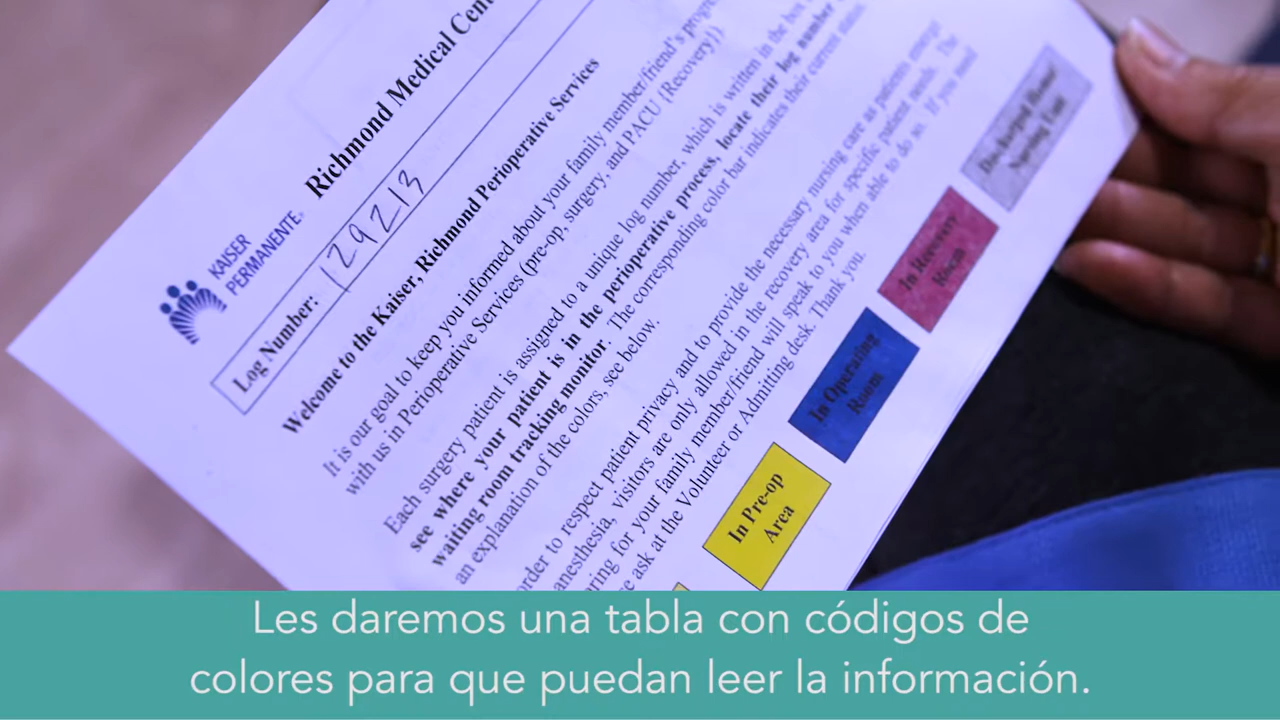 Richmond Medical Cen
KAISER
PERMANENTE®
Log Number: 129213
Welcome to the Kaiser, Richmond Perioperative Services
It is our goal to keep you informed about your family member/friend's progre
with us in Perioperative Services (pre-op, surgery, and PACU {Recovery})
Each surgery patient is assigned to a unique log number, which is written in the box
see where your patient is in the perioperative process, locate their log number
waiting room tracking monitor. The corresponding color bar indicates their current status
an explanation of the colors, see below.
order to respect patient privacy and to provide the necessary nursing care as patients emerge
anesthesia, visitors are only allowed in the recovery area for specific patient needs. The
ring for your family member/friend will speak to you when able to do so. If you need
e ask at the Volunteer or Admitting desk. Thank you.
In Pre-op
Area
In Operating
Room
In Recovery
Room
Discharged Home/
Nursing Unit
Les daremos una tabla con códigos de
colores para que puedan leer la información.